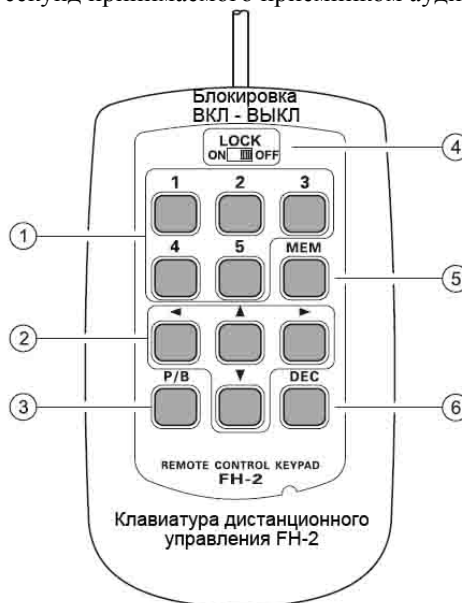 секунд принимаемого приемником ауди
Блокировка
ВКЛ - ВЫКЛ
LOCK
ON OFF
4
1 2 3
1
4 5 MEM
5
◄ ▲ ►
2
P/B ▼ DEC
3
6
REMOTE CONTROL KEYPAD
FH-2
Клавиатура дистанционного
управления FH-2